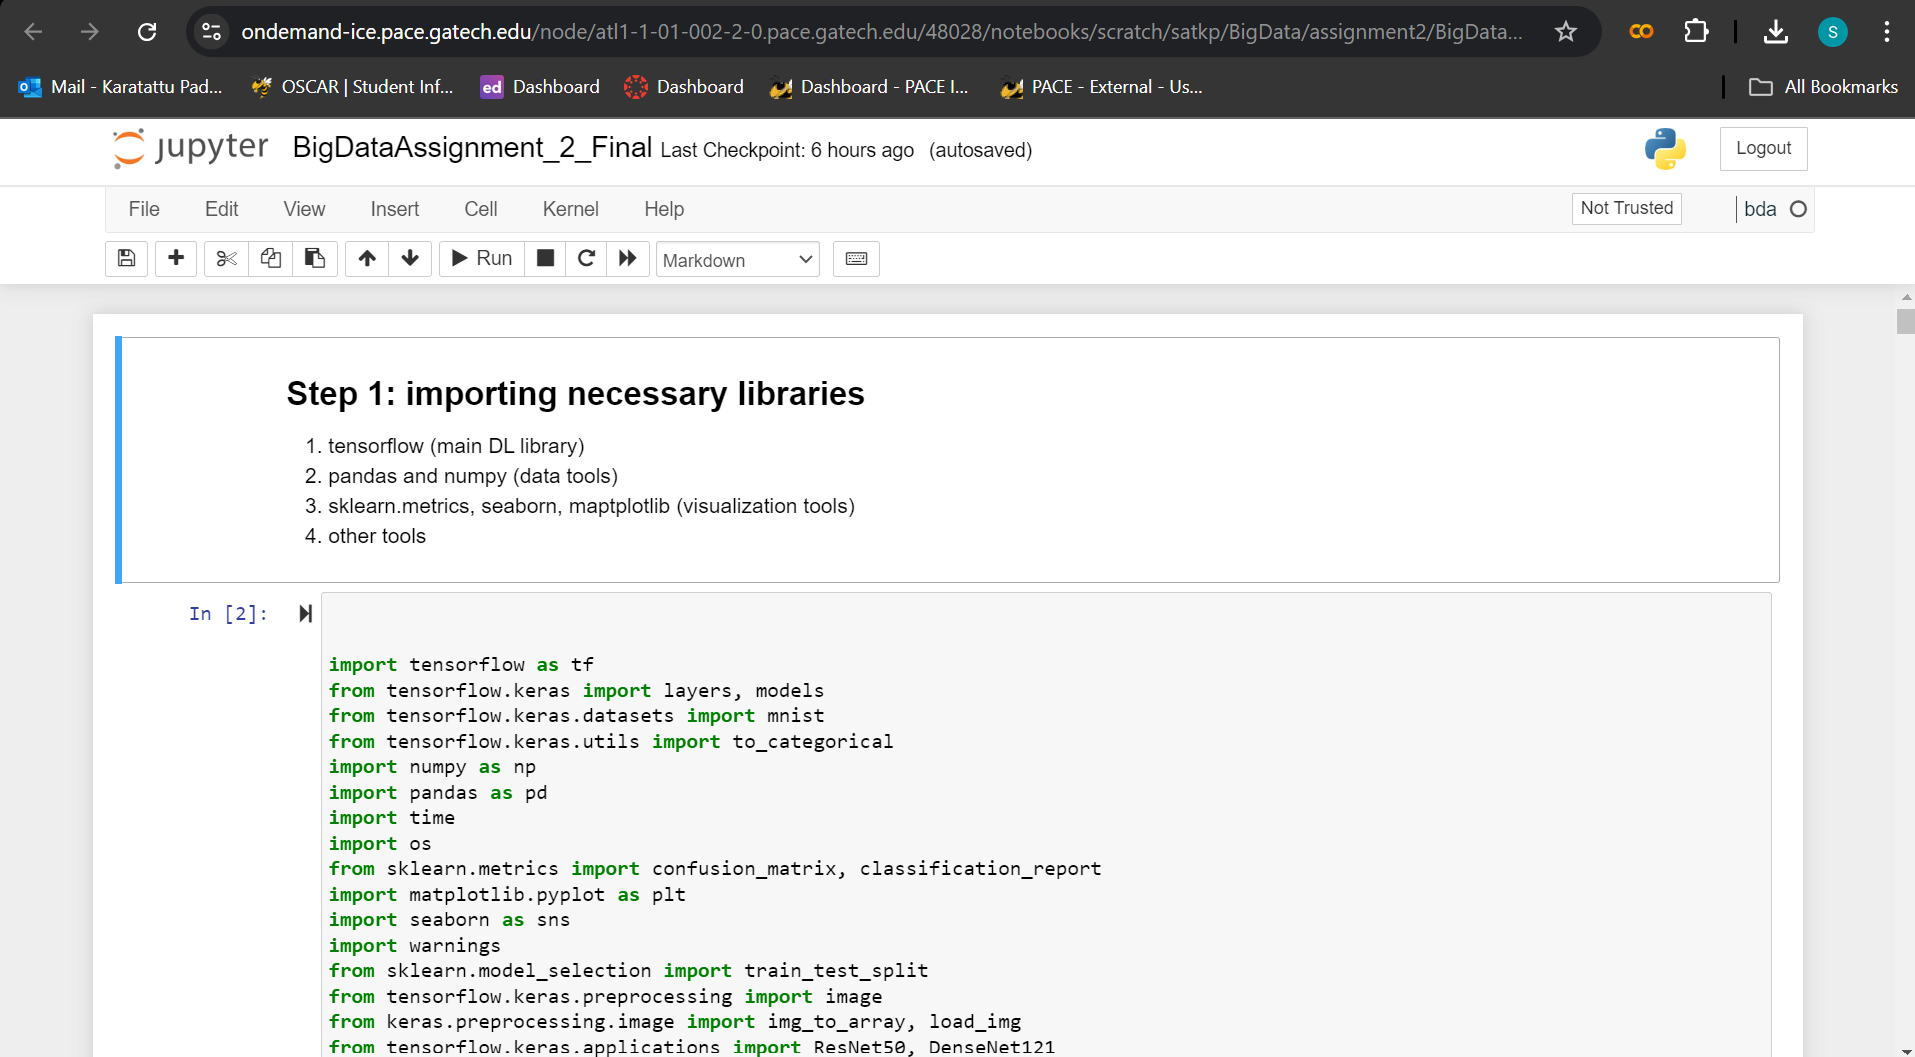 ondemand-ice.pace.gatech.edu/node/atl1-1-01-002-2-0.pace.gatech.edu/48028/notebooks/scratch/satkp/BigData/assignment2/BigData...
S
Mail - Karatattu Pad...
OSCAR | Student Inf...
ed Dashboard
Dashboard
Dashboard - PACE I...
PACE - External - Us...
All Bookmarks
jupyter BigDataAssignment_2_Final Last Checkpoint: 6 hours ago (autosaved)
Logout
File Edit View Insert Cell Kernel Help
Not Trusted
bda
Run
Markdown
Step 1: importing necessary libraries
1. tensorflow (main DL library)
2. pandas and numpy (data tools)
3. sklearn.metrics, seaborn, maptplotlib (visualization tools)
4. other tools
In [2]:
import tensorflow as tf
from tensorflow.keras import layers, models
from tensorflow.keras.datasets import mnist
from tensorflow.keras.utils import to_categorical
import numpy as np
import pandas as pd
import time
import os
from sklearn.metrics import confusion_matrix, classification_report
import matplotlib.pyplot as plt
import seaborn as sns
import warnings
from sklearn.model_selection import train_test_split
from tensorflow.keras.preprocessing import image
from keras.preprocessing.image import img_to_array, load_img
from tensorflow.keras.applications import ResNet50, DenseNet121